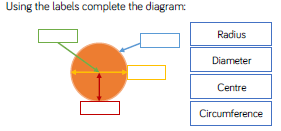 Using the labels complete the diagram:
Radius
Diameter
Centre
Circumference